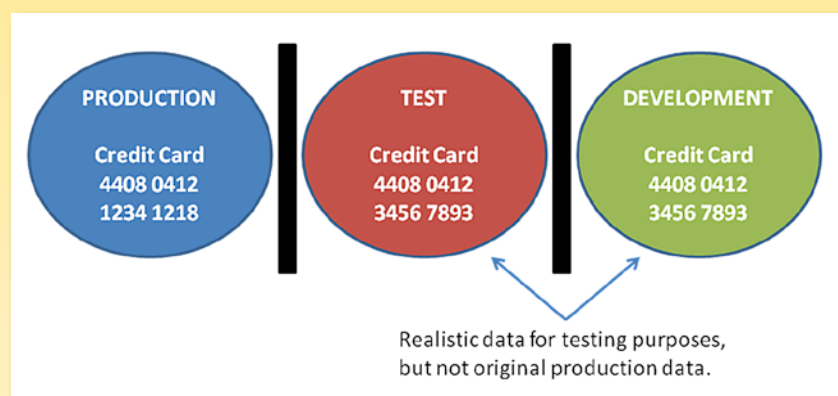 PRODUCTION
Credit Card
4408 0412
1234 1218
TEST
Credit Card
4408 0412
3456 7893
DEVELOPMENT
Credit Card
4408 0412
3456 7893
Realistic data for testing purposes,
but not original production data.